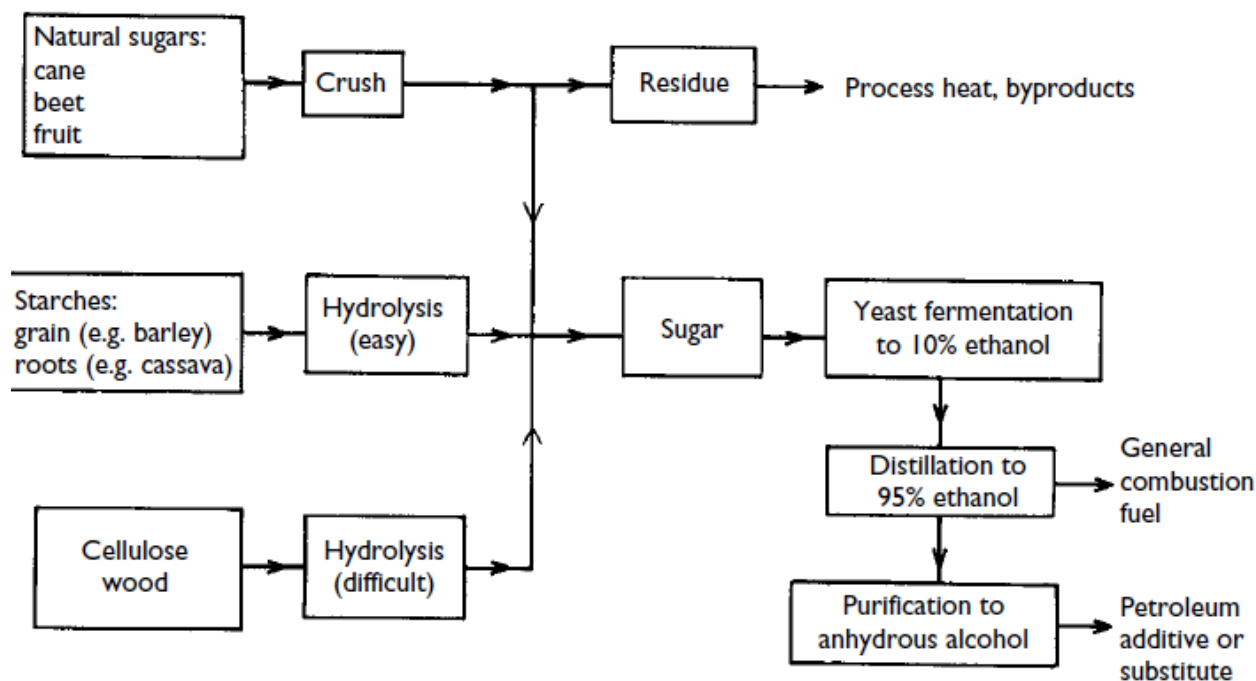 Natural sugars:
cane
beet
fruit
Crush
Residue
Process heat, byproducts
Starches:
grain (e.g. barley)
roots (e.g. cassava)
Hydrolysis
(easy)
Sugar
Yeast fermentation
to 10% ethanol
Distillation to
95% ethanol
General
combustion
fuel
Cellulose
wood
Hydrolysis
(difficult)
Purification to
anhydrous alcohol
Petroleum
additive or
substitute